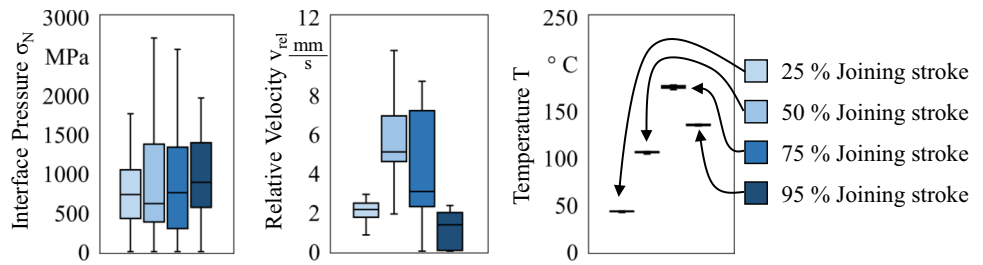 Interface Pressure σN
3000
MPa
2000
1500
1000
500
0
Relative Velocity vrel
12
mm
s
8
6
4
2
0
Temperature T
250
° C
150
100
50
0
25 % Joining stroke
50 % Joining stroke
75 % Joining stroke
95 % Joining stroke